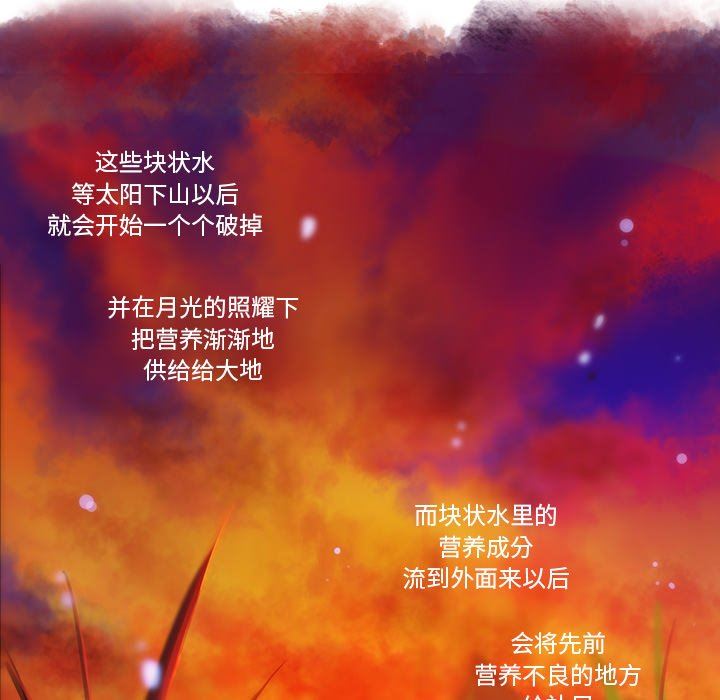 这些块状水
等太阳下山以后
就会开始一个个破掉
并在月光的照耀下
把营养渐渐地
供给给大地
而块状水里的
营养成分
流到外面来以后
会将先前
营养不良的地方